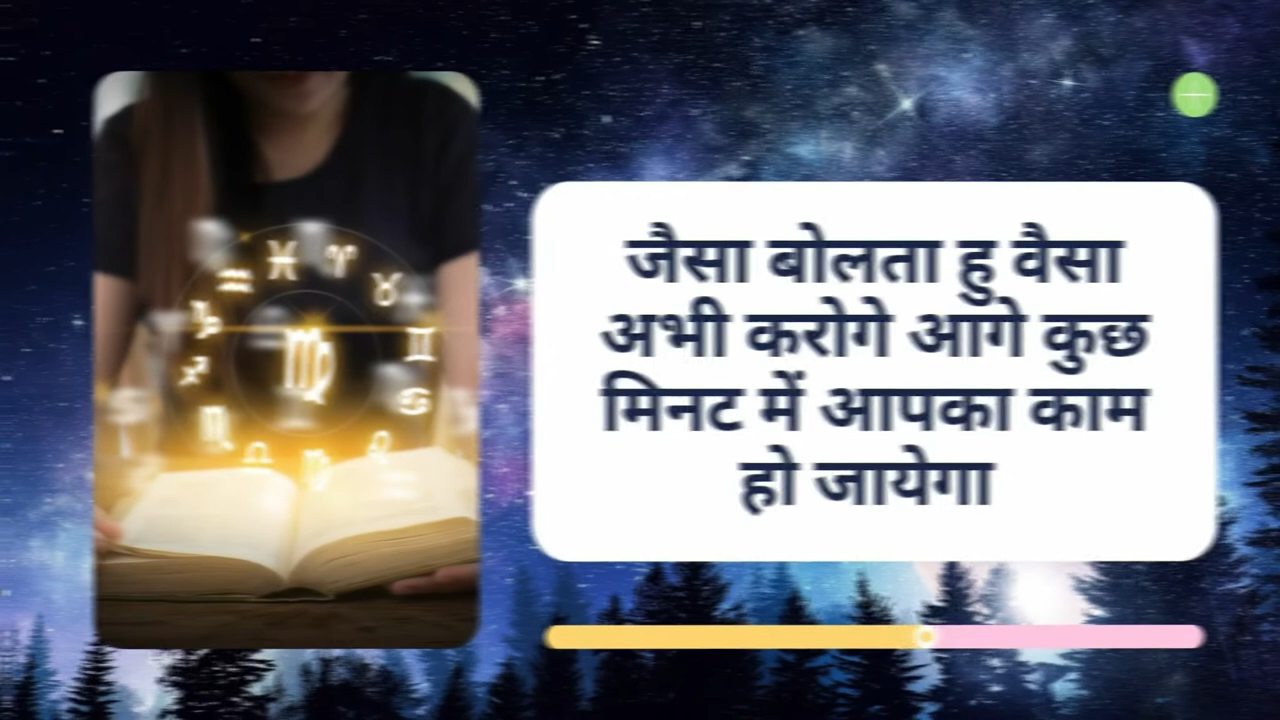 जैसा बोलता हु वैसा
अभी करोगे आगे कुछ
मिनट में आपका काम
हो जायेगा